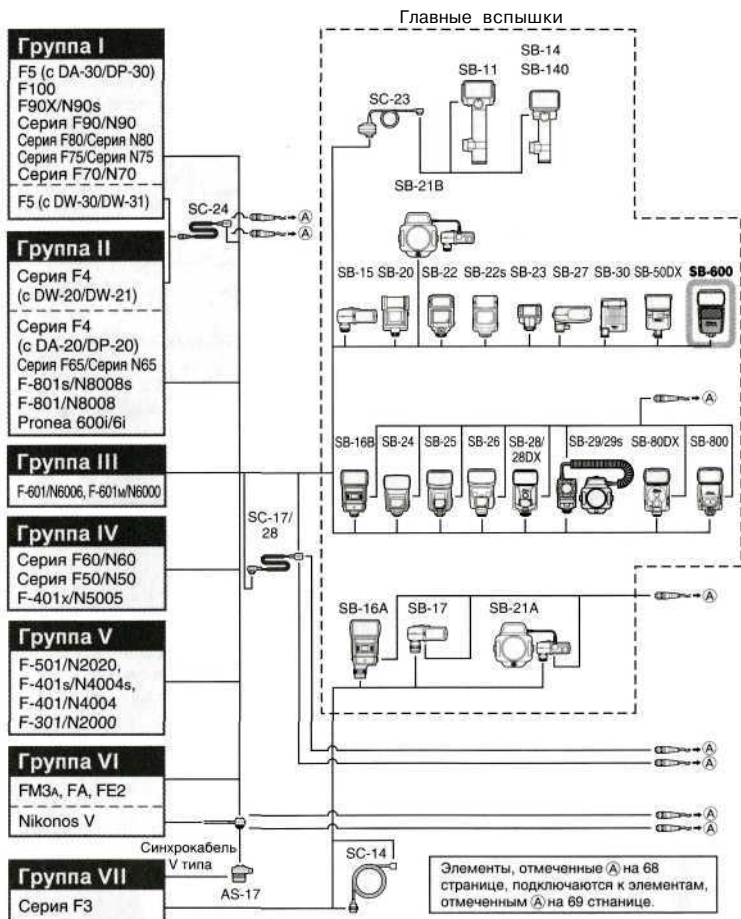 Главные вспышки
Группа I
F5 (с DA-30/DP-30)
F100
F90X/N90s
Серия F90/N90
Серия F80/Серия N80
Серия F75/Серия N75
Серия F70/N70
F5 (с DW-30/DW-31)
Группа II
Серия F4
(с DW-20/DW-21)
Серия F4
(с DA-20/DP-20)
Серия F65/Серия N65
F-801s/N8008s
F-801/N8008
Pronea 600i/6i
Группа III
F-601/N6006, F-601м/N6000
Группа IV
Серия F60/N60
Серия F50/N50
F-401x/N5005
Группа V
F-501/N2020,
F-401s/N4004s,
F-401/N4004
F-301/N2000
Группа VI
FM3A, FA, FE2
Nikonos V
Группа VII
Серия F3
SC-24
A
A
SC-23
SB-11
SB-14
SB-140
SB-21B
SB-15 SB-20 SB-22 SB-22s SB-23 SB-27 SB-30 SB-50DX SB-600
A
SB-16B SB-24 SB-25 SB-26 SB-28/ SB-29/29s SB-80DX SB-800
28DX
SC-17/
28
SB-16A SB-17 SB-21A
A
A
A
A
A
Синхрокабель
V типа
AS-17
SC-14
Элементы, отмеченные A на 68
странице, подключаются к элементам,
отмеченным A на 69 стнанице.